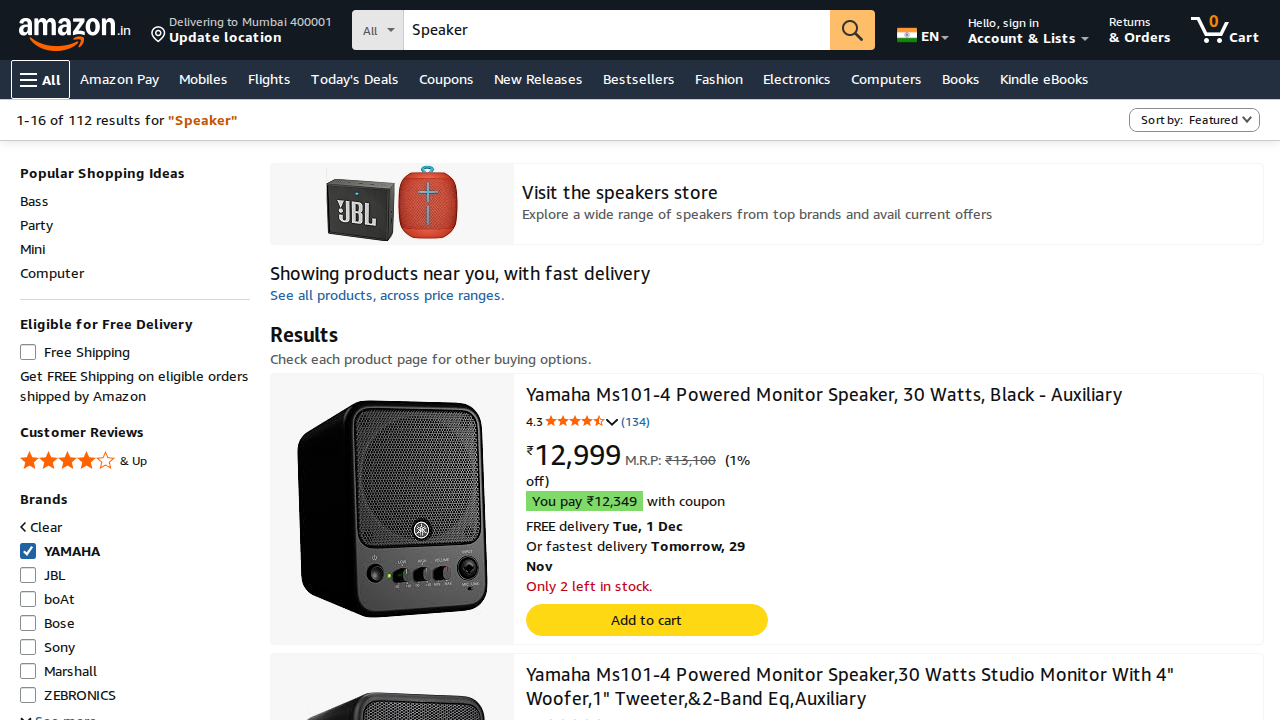 amazon.in
Delivering to Mumbai 400001
Update location
All
Speaker
EN
Hello, sign in
Account & Lists
Returns
& Orders
0
Cart
All
Amazon Pay
Mobiles
Flights
Today's Deals
Coupons
New Releases
Bestsellers
Fashion
Electronics
Computers
Books
Kindle eBooks
1-16 of 112 results for "Speaker"
Sort by: Featured
Popular Shopping Ideas
Bass
Party
Mini
Computer
Eligible for Free Delivery
Free Shipping
Get FREE Shipping on eligible orders
shipped by Amazon
Customer Reviews
& Up
Brands
Clear
YAMAHA
JBL
boAt
Bose
Sony
Marshall
ZEBRONICS
See more
JBL
Visit the speakers store
Explore a wide range of speakers from top brands and avail current offers
Showing products near you, with fast delivery
See all products, across price ranges.
Results
Check each product page for other buying options.
Yamaha Ms101-4 Powered Monitor Speaker, 30 Watts, Black - Auxiliary
4.3 (134)
₹12,999 M.R.P: ₹13,100 (1%
off)
You pay ₹12,349 with coupon
FREE delivery Tue, 1 Dec
Or fastest delivery Tomorrow, 29
Nov
Only 2 left in stock.
Add to cart
Yamaha Ms101-4 Powered Monitor Speaker,30 Watts Studio Monitor With 4"
Woofer,1" Tweeter,&2-Band Eq,Auxiliary